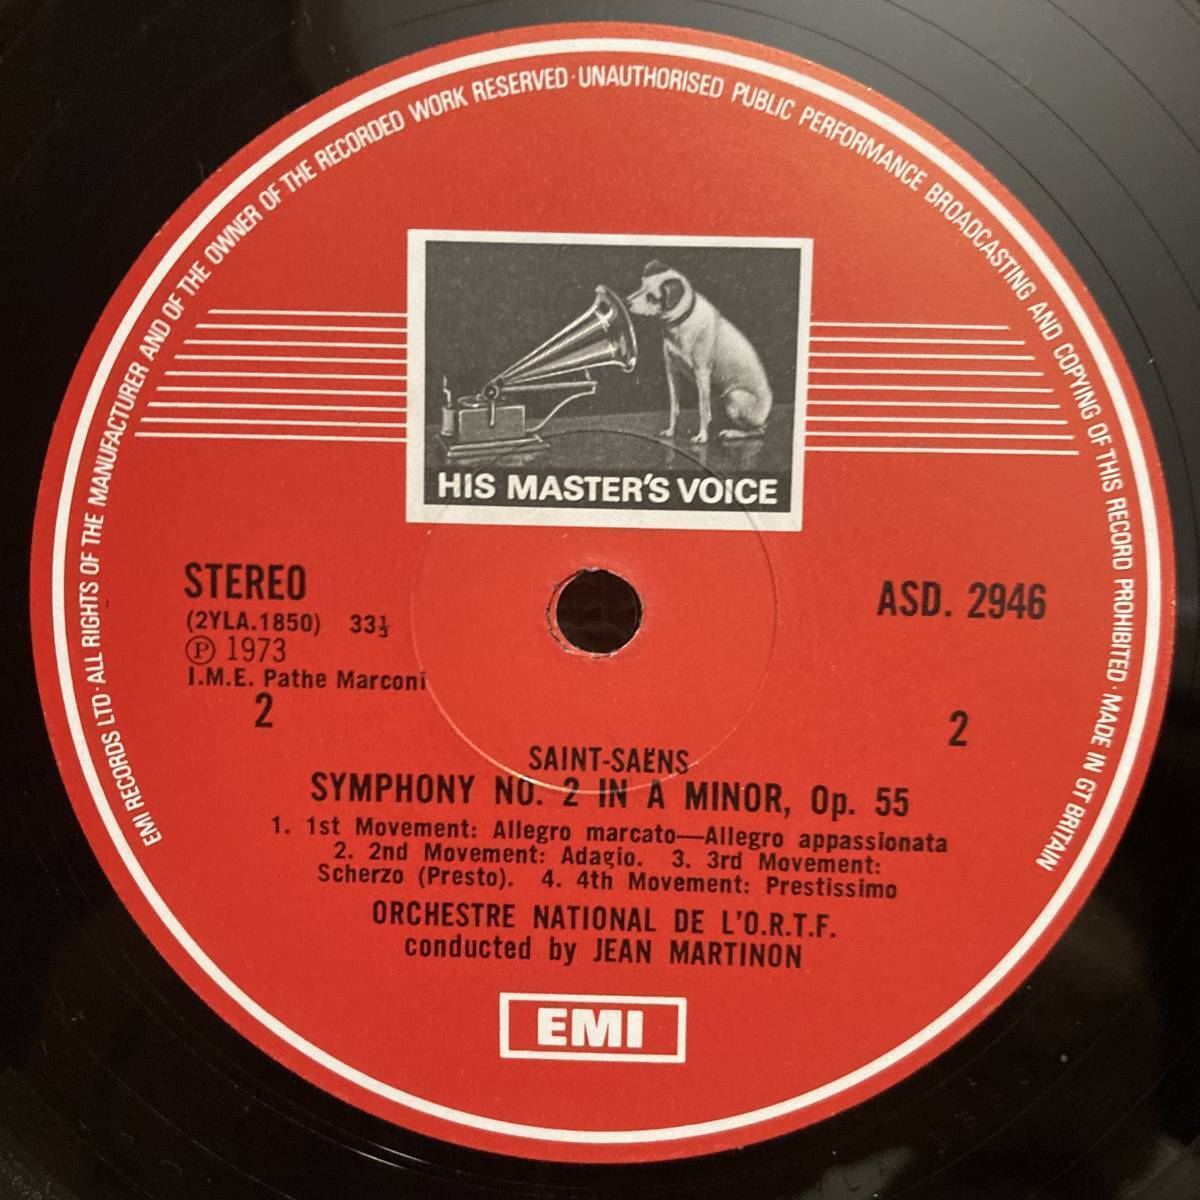 EMI RECORDS LTD · ALL RIGHTS OF THE MANUFACTURER AND OF THE OWNER OF THE RECORDED WORK RESERVED · UNAUTHORISED PUBLIC PERFORMANCE BROADCASTING AND COPYING OF THIS RECORD PROHIBITED · MADE IN GT BRITAIN
HIS MASTER'S VOICE
STEREO
ASD. 2946
(2YLA.1850) 33⅓
Ⓟ 1973
I.M.E. Pathe Marconi
2
2
SAINT-SAËNS
SYMPHONY NO. 2 IN A MINOR, Op. 55
1. 1st Movement: Allegro marcato—Allegro appassionata
2. 2nd Movement: Adagio. 3. 3rd Movement:
Scherzo (Presto). 4. 4th Movement: Prestissimo
ORCHESTRE NATIONAL DE L'O.R.T.F.
conducted by JEAN MARTINON
EMI